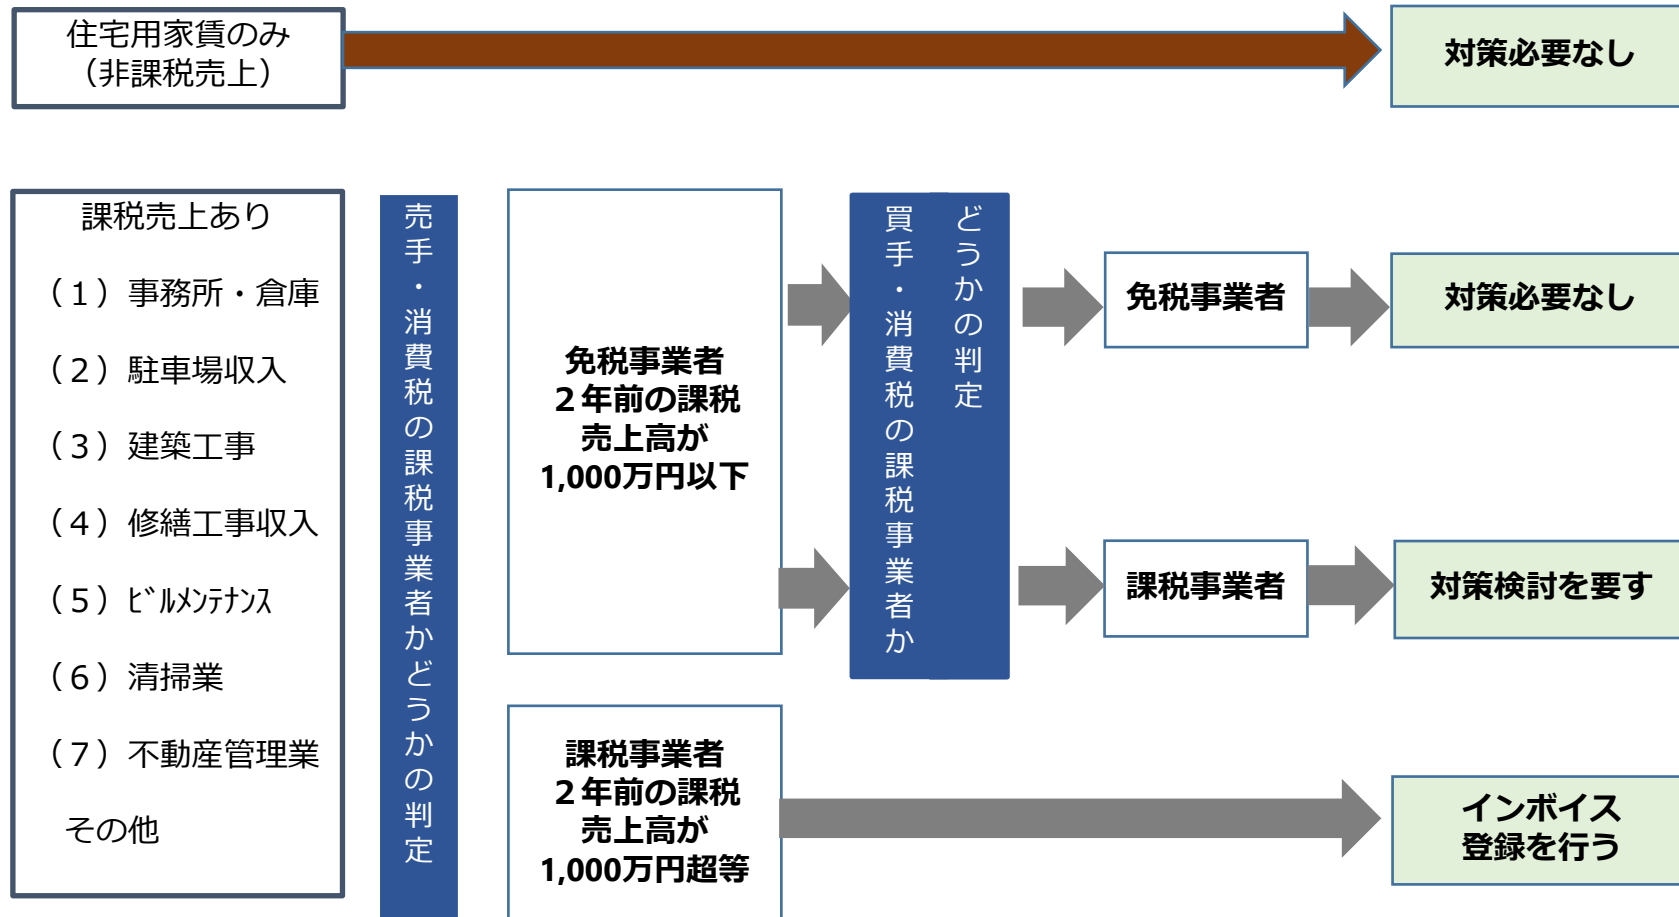 住宅用家賃のみ
（非課税売上）
対策必要なし
課税売上あり
（１）事務所・倉庫
（２）駐車場収入
（３）建築工事
（４）修繕工事収入
（５）ﾋﾞﾙﾒﾝﾃﾅﾝｽ
（６）清掃業
（７）不動産管理業
その他
売手・消費税の課税事業者かどうかの判定
免税事業者
２年前の課税
売上高が
1,000万円以下
買手・消費税の課税事業者か
どうかの判定
免税事業者
対策必要なし
課税事業者
対策検討を要す
課税事業者
２年前の課税
売上高が
1,000万円超等
インボイス
登録を行う